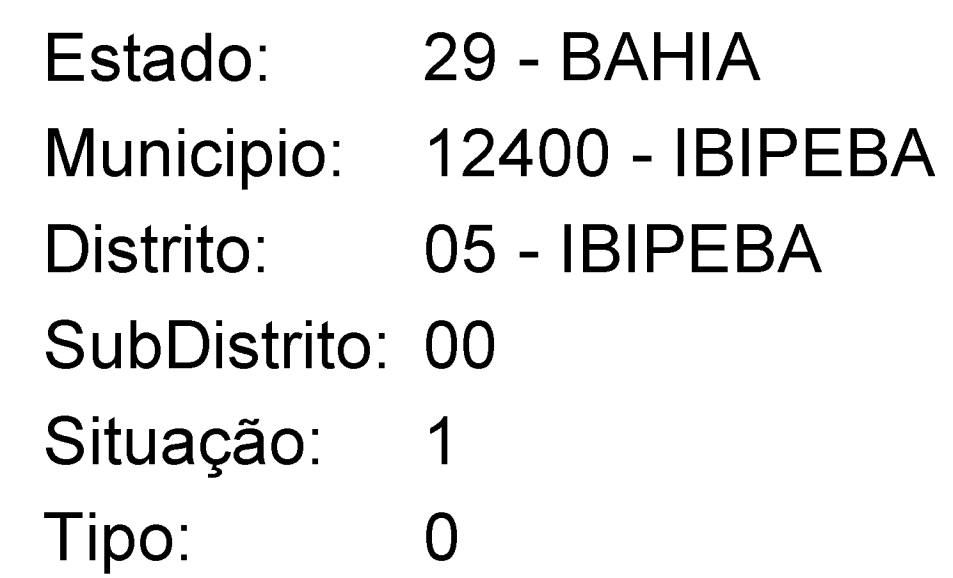 Estado: 29 - BAHIA
Municipio: 12400 - IBIPEBA
Distrito: 05 - IBIPEBA
SubDistrito: 00
Situação: 1
Tipo: 0